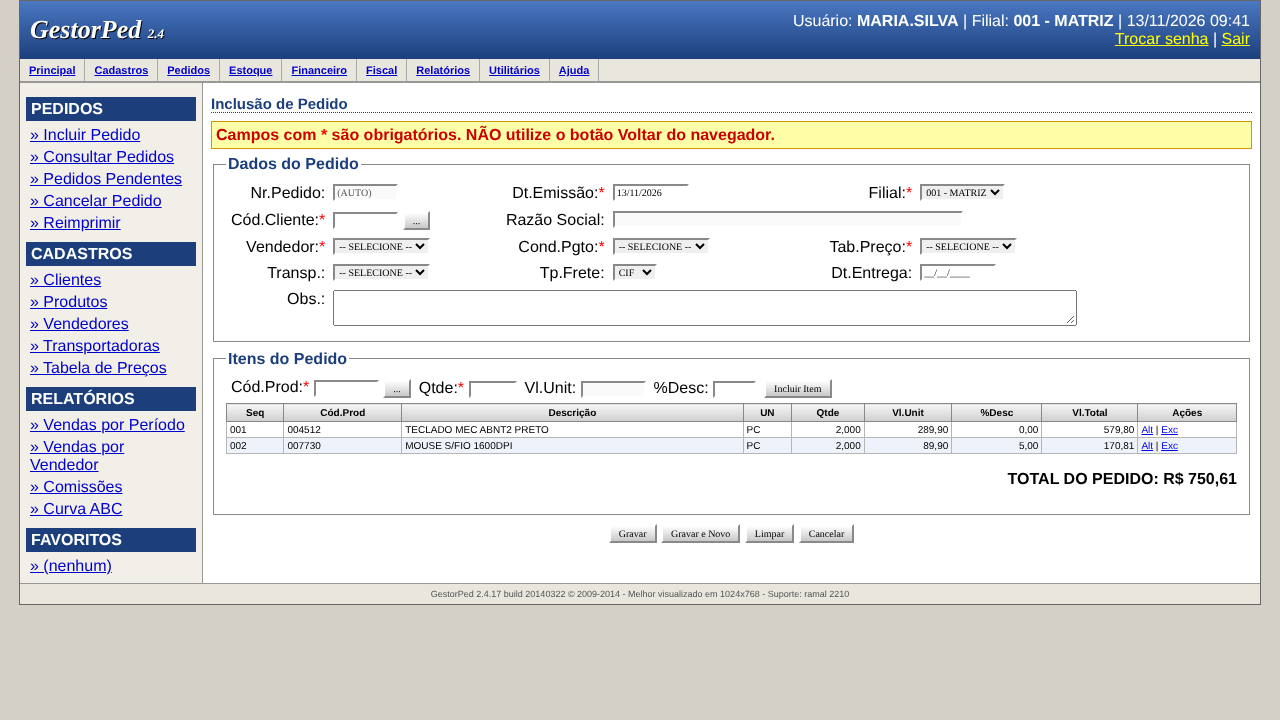 GestorPed 2.4
Usuário: MARIA.SILVA | Filial: 001 - MATRIZ | 13/11/2026 09:41
Trocar senha | Sair
Principal Cadastros Pedidos Estoque Financeiro Fiscal Relatórios Utilitários Ajuda
PEDIDOS
» Incluir Pedido
» Consultar Pedidos
» Pedidos Pendentes
» Cancelar Pedido
» Reimprimir
CADASTROS
» Clientes
» Produtos
» Vendedores
» Transportadoras
» Tabela de Preços
RELATÓRIOS
» Vendas por Período
» Vendas por
Vendedor
» Comissões
» Curva ABC
FAVORITOS
» (nenhum)
Inclusão de Pedido
Campos com * são obrigatórios. NÃO utilize o botão Voltar do navegador.
Dados do Pedido
Nr.Pedido: (AUTO) Dt.Emissão:* 13/11/2026 Filial:* 001 - MATRIZ
Cód.Cliente:* ... Razão Social:
Vendedor:* -- SELECIONE -- Cond.Pgto:* -- SELECIONE -- Tab.Preço:* -- SELECIONE --
Transp.: -- SELECIONE -- Tp.Frete: CIF Dt.Entrega: __/__/____
Obs.:
Itens do Pedido
Cód.Prod:* ... Qtde:* Vl.Unit: %Desc: Incluir Item
Seq Cód.Prod Descrição UN Qtde Vl.Unit %Desc Vl.Total Ações
001 004512 TECLADO MEC ABNT2 PRETO PC 2,000 289,90 0,00 579,80 Alt | Exc
002 007730 MOUSE S/FIO 1600DPI PC 2,000 89,90 5,00 170,81 Alt | Exc
TOTAL DO PEDIDO: R$ 750,61
Gravar Gravar e Novo Limpar Cancelar
GestorPed 2.4.17 build 20140322 © 2009-2014 - Melhor visualizado em 1024x768 - Suporte: ramal 2210